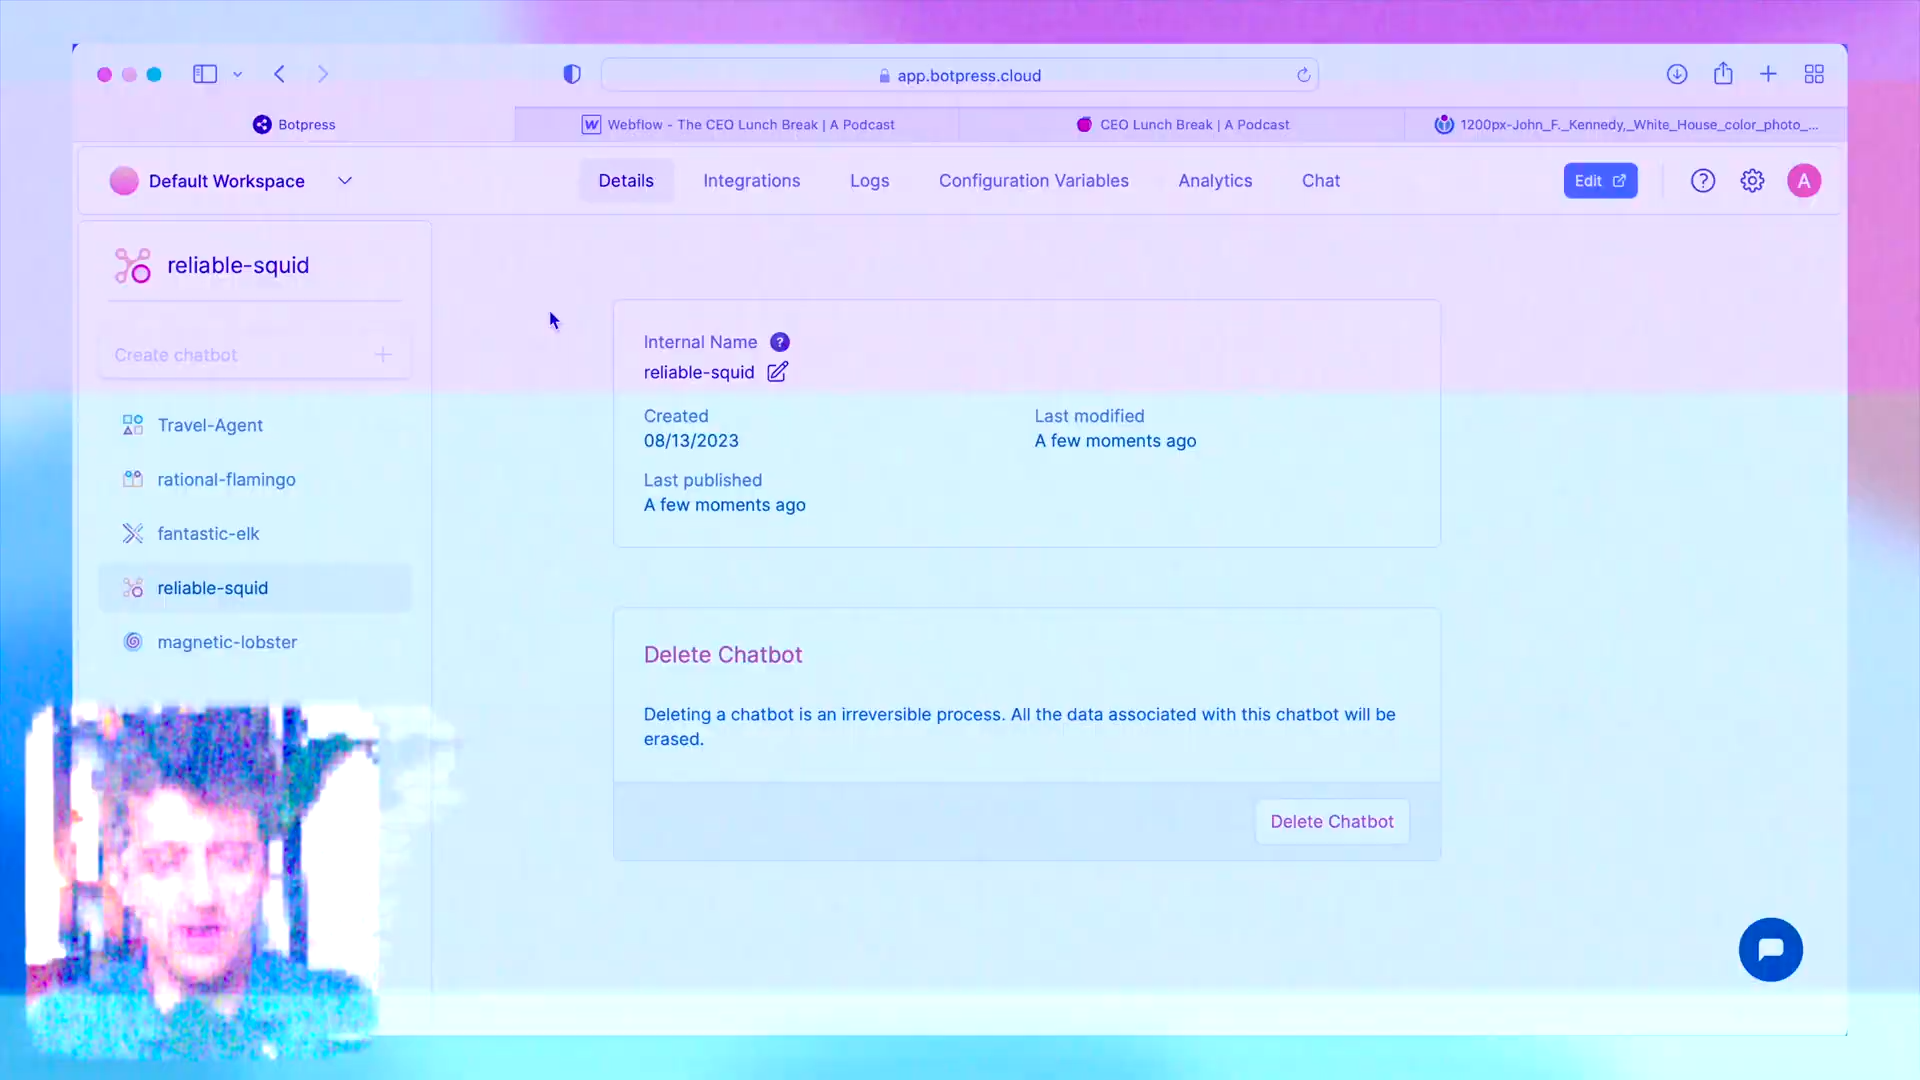 app.botpress.cloud
Botpress
W Webflow - The CEO Lunch Break | A Podcast
CEO Lunch Break | A Podcast
1200px-John_F._Kennedy,_White_House_color_photo_...
Default Workspace
Details
Integrations
Logs
Configuration Variables
Analytics
Chat
Edit
?
A
reliable-squid
Create chatbot
Travel-Agent
rational-flamingo
fantastic-elk
reliable-squid
magnetic-lobster
Internal Name ?
reliable-squid
Created
08/13/2023
Last modified
A few moments ago
Last published
A few moments ago
Delete Chatbot
Deleting a chatbot is an irreversible process. All the data associated with this chatbot will be
erased.
Delete Chatbot